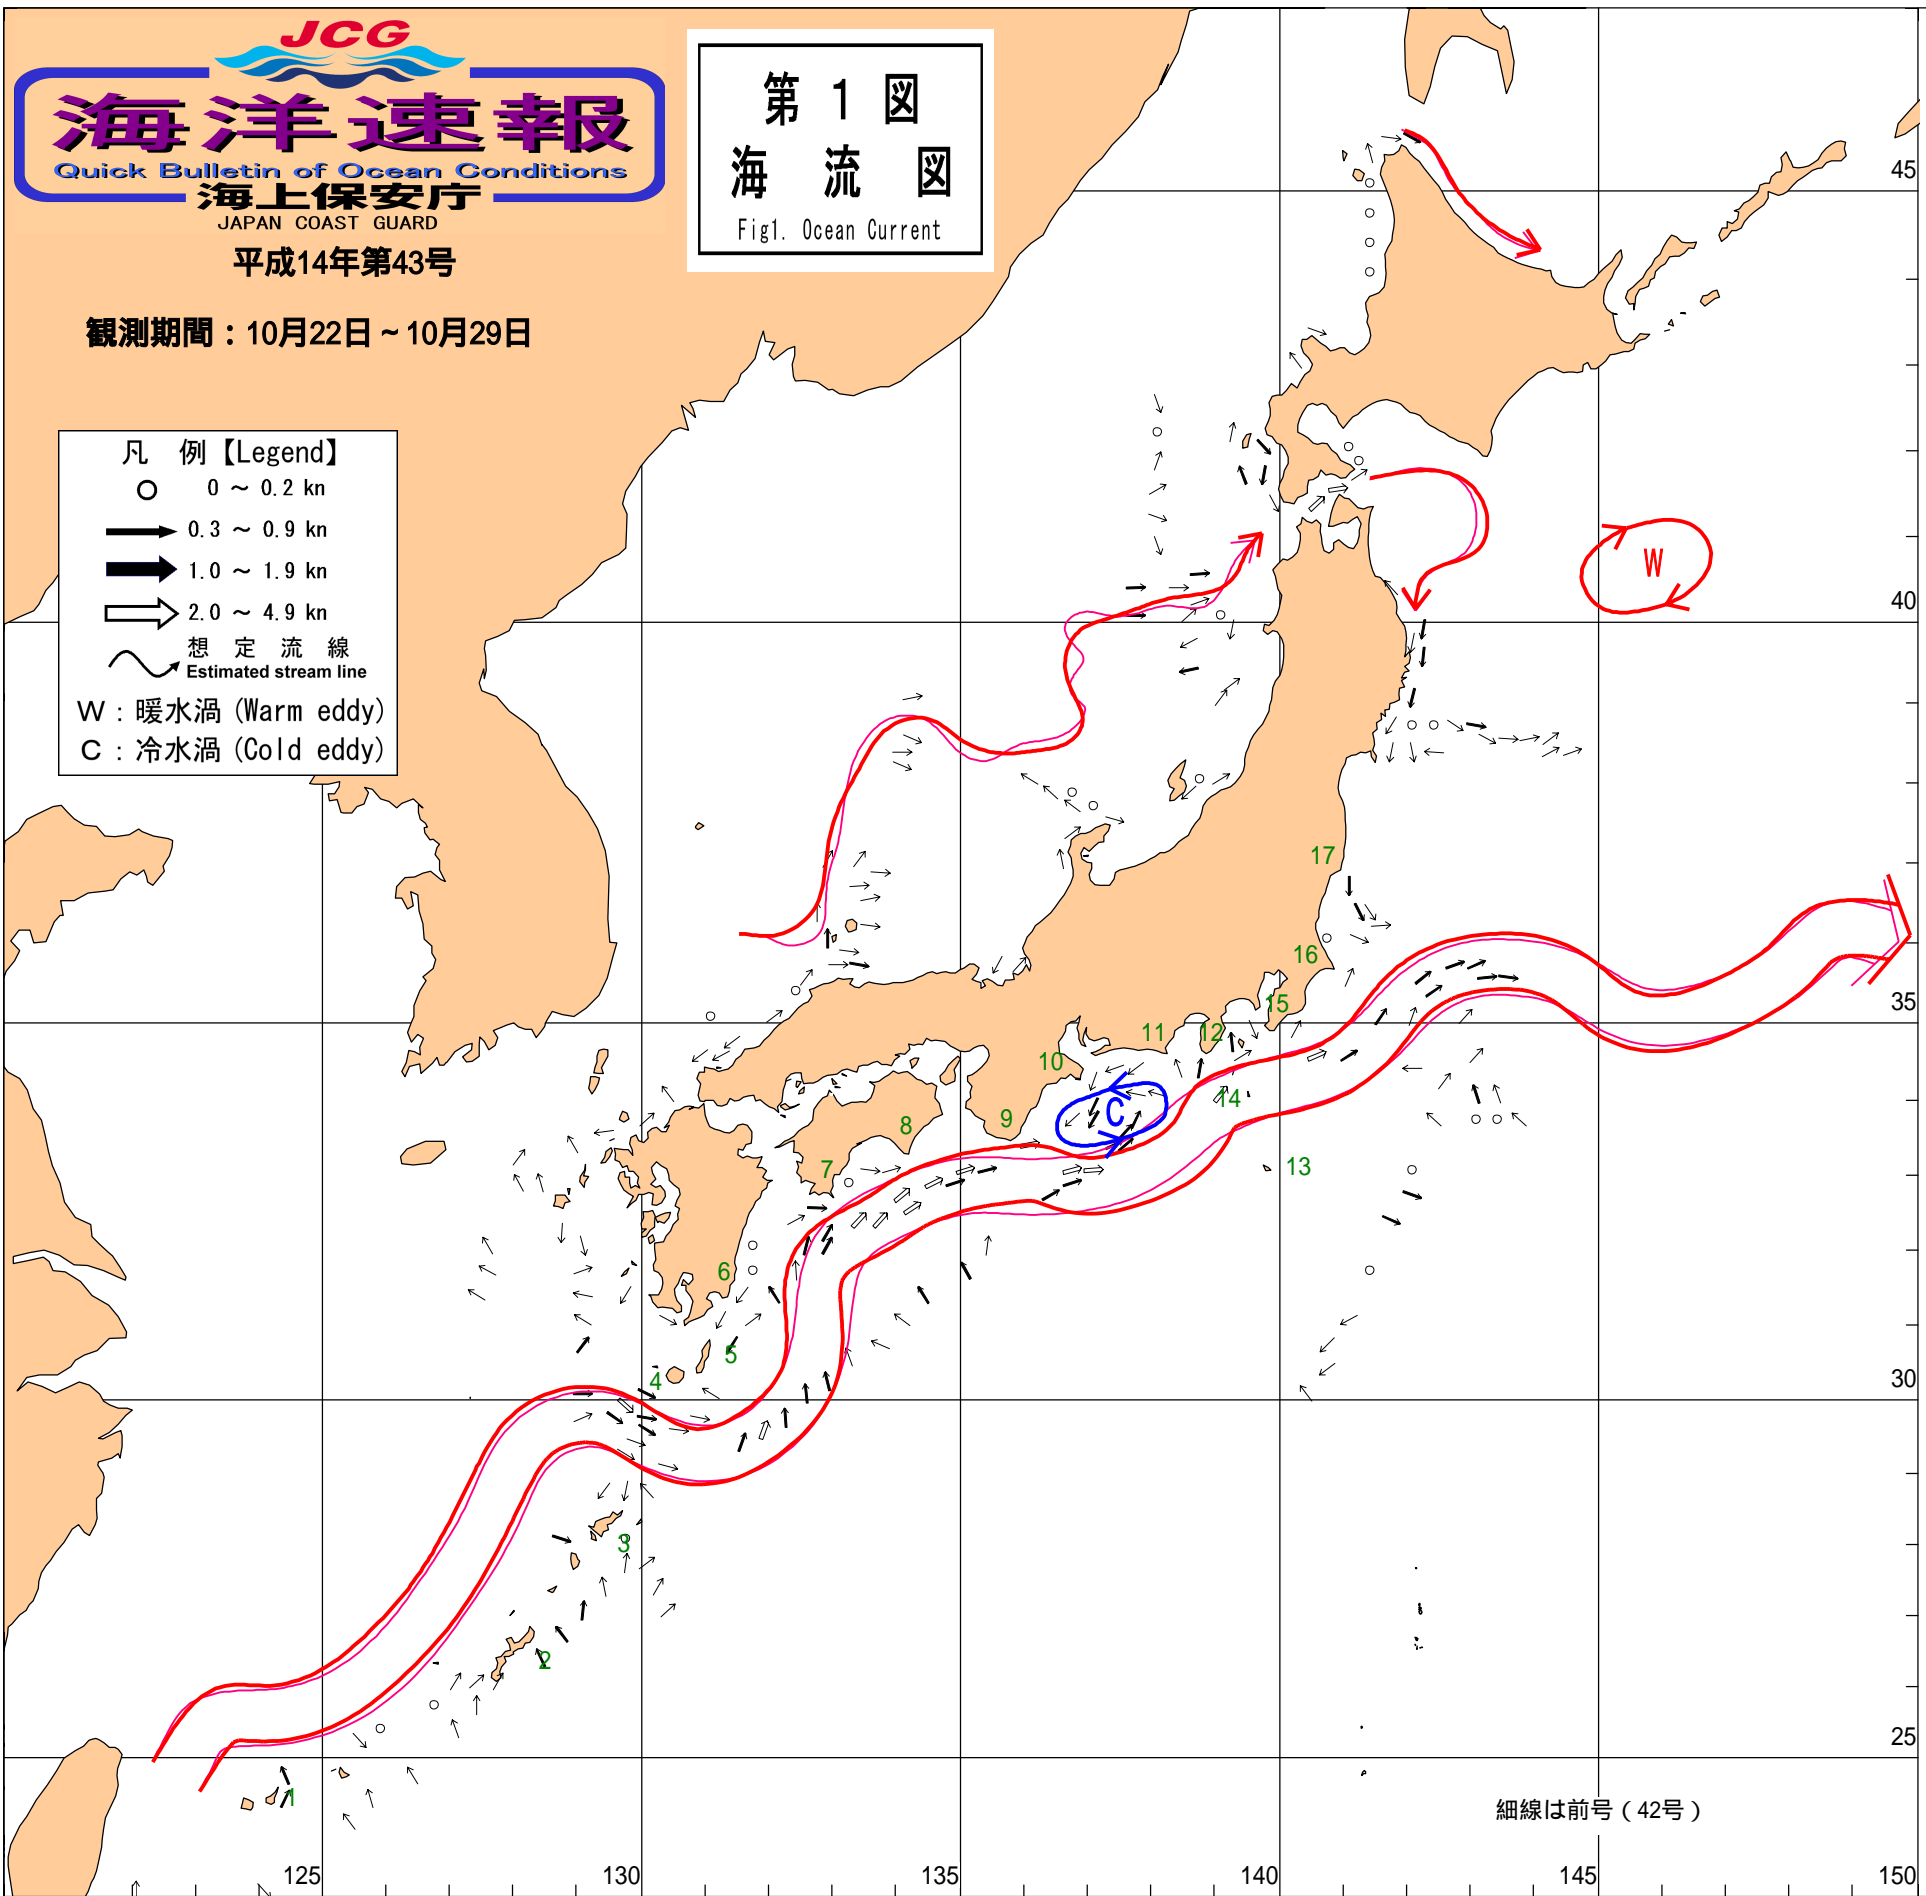 JCG
海洋速報
Quick Bulletin of Ocean Conditions
海上保安庁
JAPAN COAST GUARD
平成14年第43号
観測期間：10月22日～10月29日
第 1 図
海 流 図
Fig1. Ocean Current
凡 例【Legend】
0 ～ 0.2 kn
0.3 ～ 0.9 kn
1.0 ～ 1.9 kn
2.0 ～ 4.9 kn
想 定 流 線
Estimated stream line
W：暖水渦 (Warm eddy)
C：冷水渦 (Cold eddy)
45
W
40
17
16
35
15
11
12
10
14
C
9
8
7
13
6
5
4
30
3
2
25
1
細線は前号（42号）
125
130
135
140
145
150